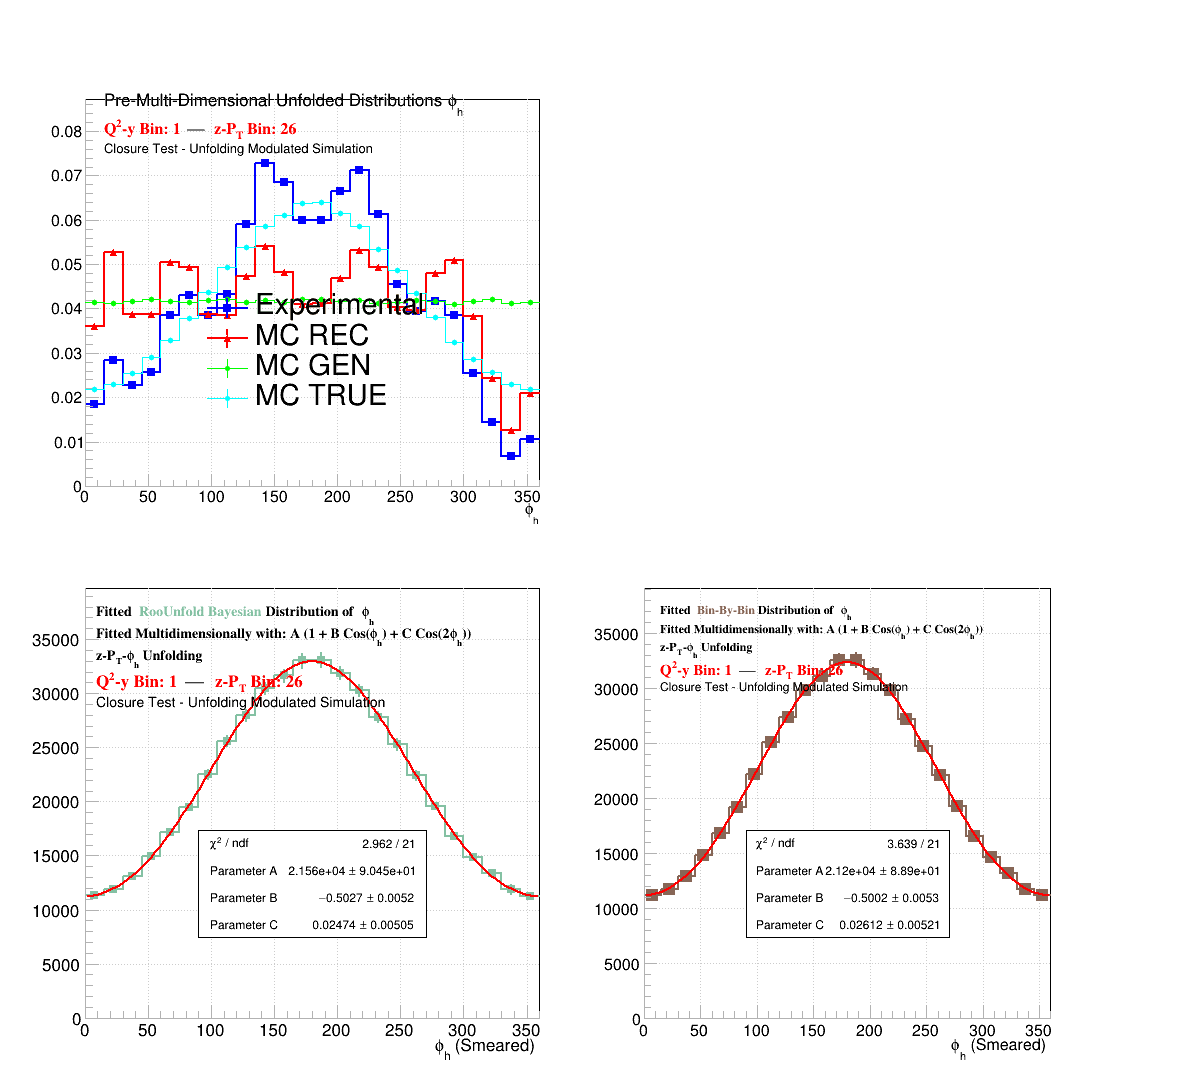 Pre-Multi-Dimensional Unfolded Distributions ϕh
Q²-y Bin: 1 — z-PT Bin: 26
Closure Test - Unfolding Modulated Simulation
0.08
0.07
0.06
0.05
0.04
0.03
0.02
0.01
0
Experimental
MC REC
MC GEN
MC TRUE
0 50 100 150 200 250 300 350
ϕh
Fitted RooUnfold Bayesian Distribution of ϕh
Fitted Multidimensionally with: A (1 + B Cos(ϕh) + C Cos(2ϕh))
z-PT-ϕh Unfolding
Q²-y Bin: 1 — z-PT Bin: 26
Closure Test - Unfolding Modulated Simulation
35000
30000
25000
20000
15000
10000
5000
0
χ² / ndf 2.962 / 21
Parameter A 2.156e+04 ± 9.045e+01
Parameter B −0.5027 ± 0.0052
Parameter C 0.02474 ± 0.00505
0 50 100 150 200 250 300 350
ϕh (Smeared)
Fitted Bin-By-Bin Distribution of ϕh
Fitted Multidimensionally with: A (1 + B Cos(ϕh) + C Cos(2ϕh))
z-PT-ϕh Unfolding
Q²-y Bin: 1 — z-PT Bin: 26
Closure Test - Unfolding Modulated Simulation
35000
30000
25000
20000
15000
10000
5000
0
χ² / ndf 3.639 / 21
Parameter A 2.12e+04 ± 8.89e+01
Parameter B −0.5002 ± 0.0053
Parameter C 0.02612 ± 0.00521
0 50 100 150 200 250 300 350
ϕh (Smeared)